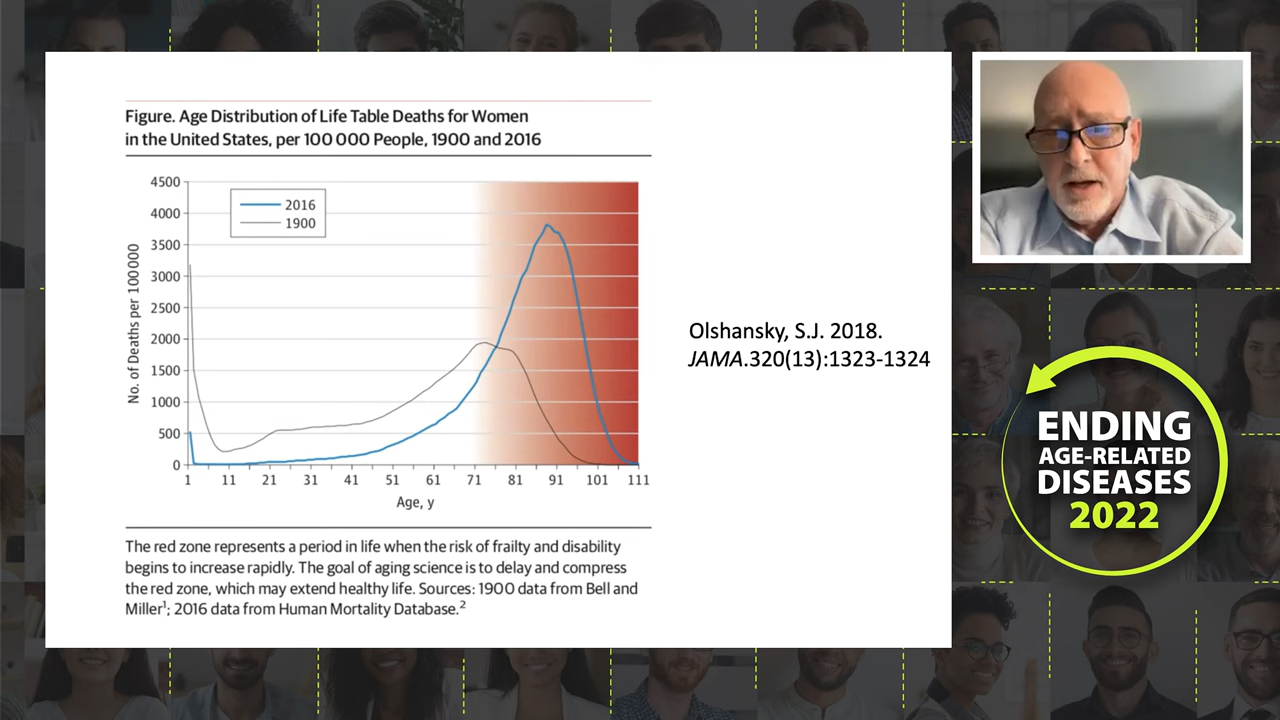 Figure. Age Distribution of Life Table Deaths for Women
in the United States, per 100 000 People, 1900 and 2016
4500
4000
3500
3000
2500
2000
1500
1000
500
0
No. of Deaths per 100 000
2016
1900
1 11 21 31 41 51 61 71 81 91 101 111
Age, y
The red zone represents a period in life when the risk of frailty and disability
begins to increase rapidly. The goal of aging science is to delay and compress
the red zone, which may extend healthy life. Sources: 1900 data from Bell and
Miller¹; 2016 data from Human Mortality Database.²
Olshansky, S.J. 2018.
JAMA.320(13):1323-1324
ENDING
AGE-RELATED
DISEASES
2022